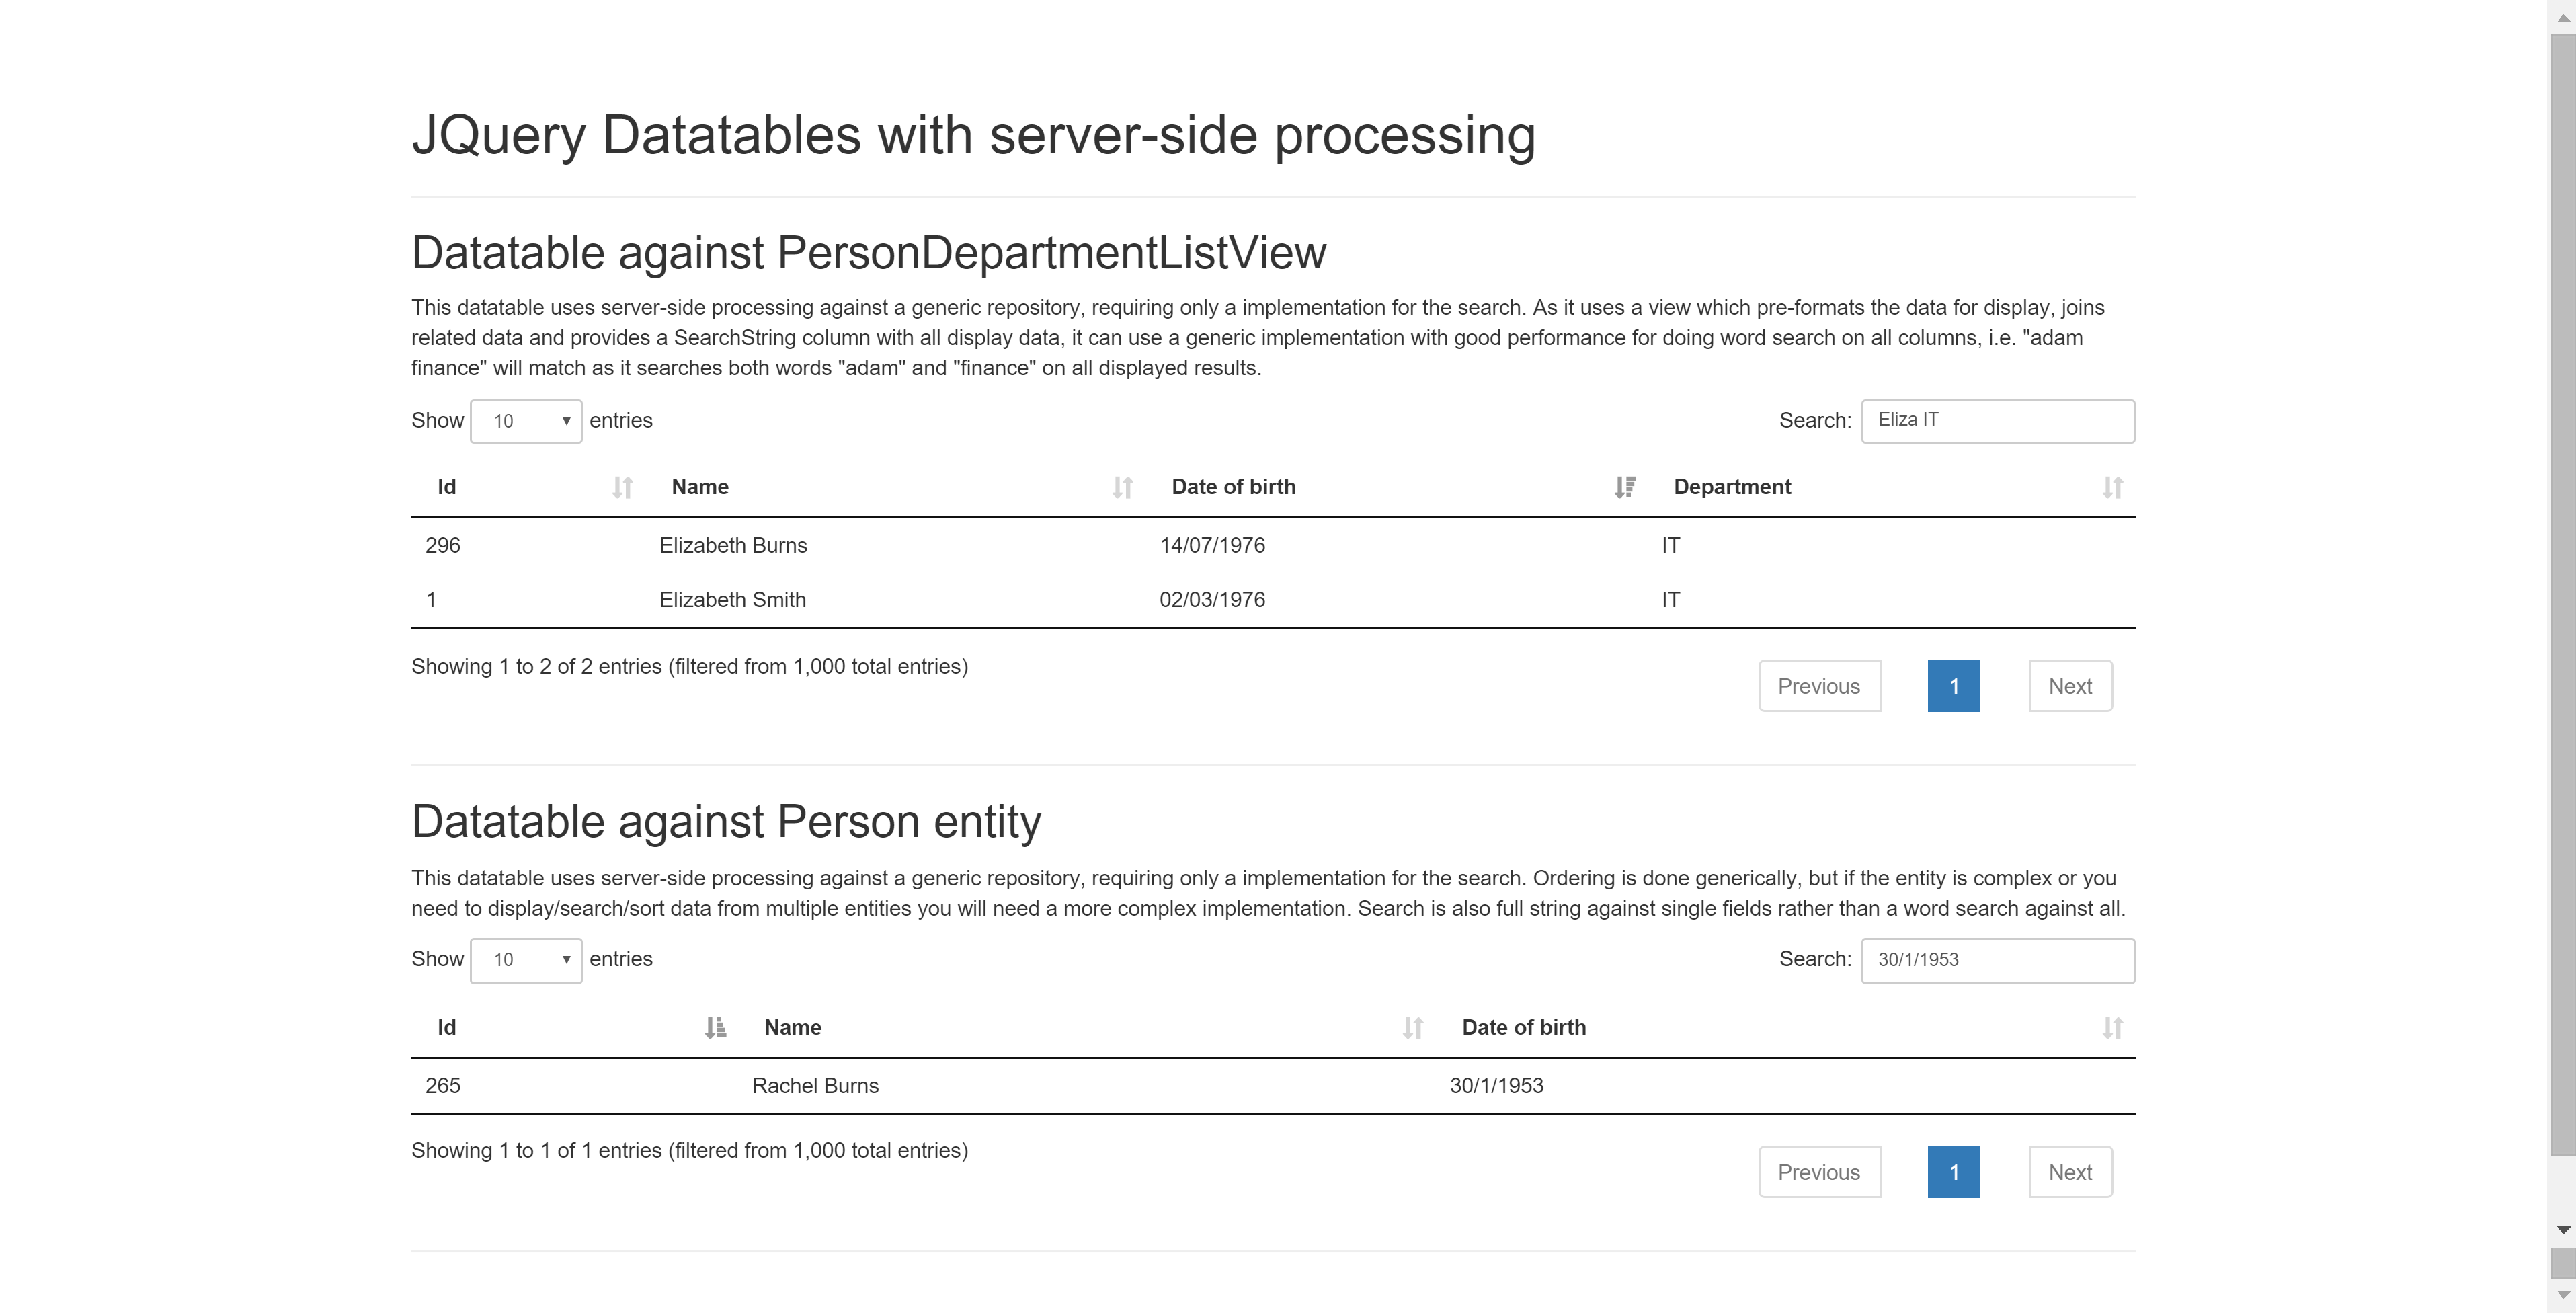 JQuery Datatables with server-side processing
Datatable against PersonDepartmentListView
This datatable uses server-side processing against a generic repository, requiring only a implementation for the search. As it uses a view which pre-formats the data for display, joins
related data and provides a SearchString column with all display data, it can use a generic implementation with good performance for doing word search on all columns, i.e. "adam
finance" will match as it searches both words "adam" and "finance" on all displayed results.
Show 10 entries Search: Eliza IT
Id Name Date of birth Department
296 Elizabeth Burns 14/07/1976 IT
1 Elizabeth Smith 02/03/1976 IT
Showing 1 to 2 of 2 entries (filtered from 1,000 total entries)
Previous 1 Next
Datatable against Person entity
This datatable uses server-side processing against a generic repository, requiring only a implementation for the search. Ordering is done generically, but if the entity is complex or you
need to display/search/sort data from multiple entities you will need a more complex implementation. Search is also full string against single fields rather than a word search against all.
Show 10 entries Search: 30/1/1953
Id Name Date of birth
265 Rachel Burns 30/1/1953
Showing 1 to 1 of 1 entries (filtered from 1,000 total entries)
Previous 1 Next